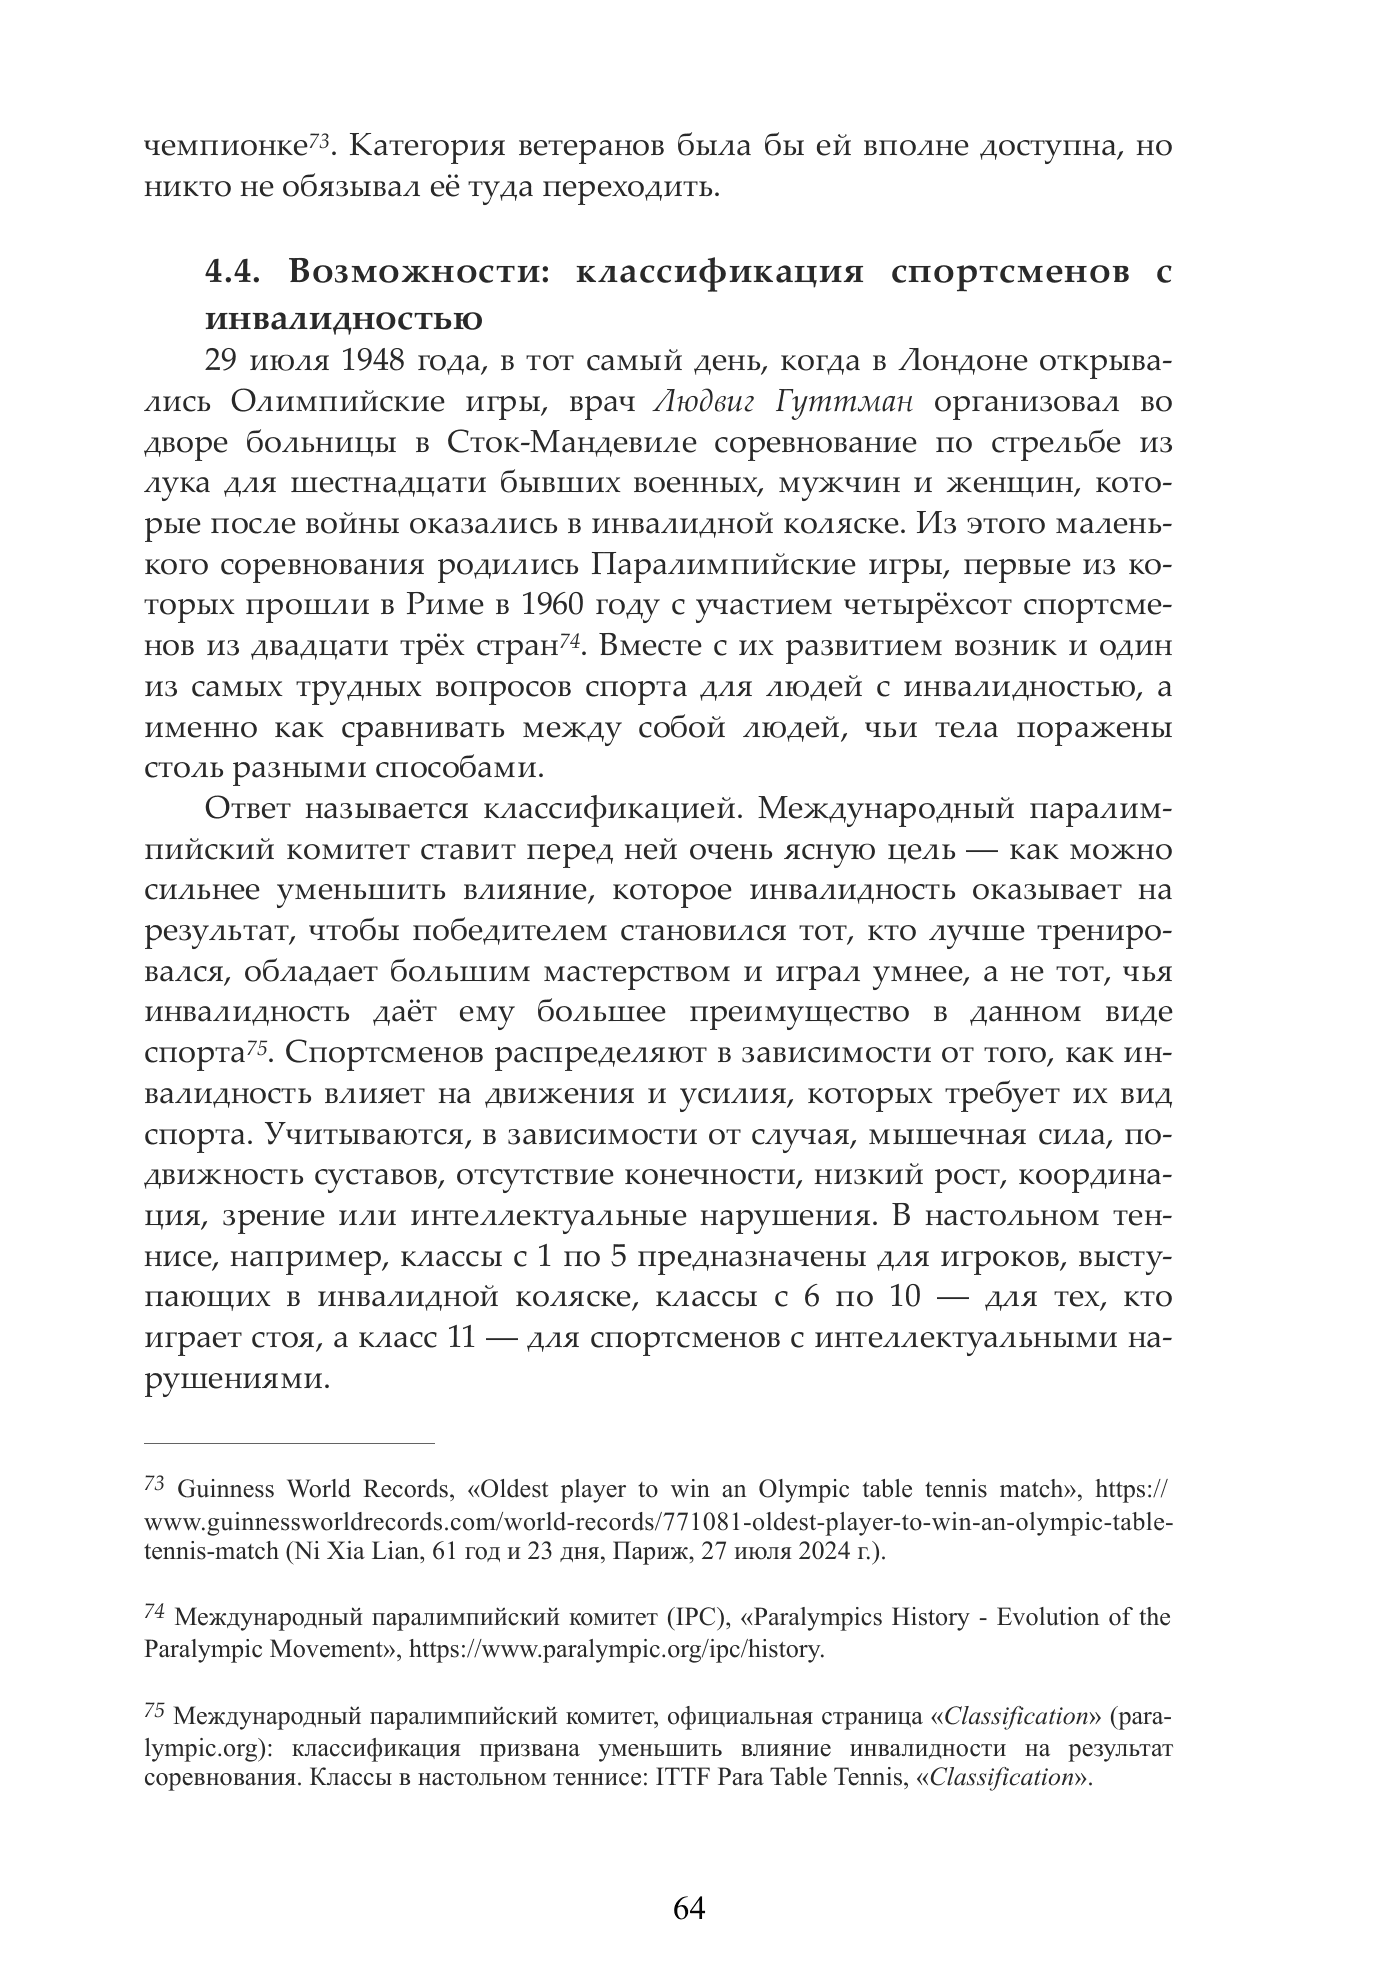 чемпионке73. Категория ветеранов была бы ей вполне доступна, но
никто не обязывал её туда переходить.
4.4. Возможности: классификация спортсменов с
инвалидностью
29 июля 1948 года, в тот самый день, когда в Лондоне открыва-
лись Олимпийские игры, врач Людвиг Гуттман организовал во
дворе больницы в Сток-Мандевиле соревнование по стрельбе из
лука для шестнадцати бывших военных, мужчин и женщин, кото-
рые после войны оказались в инвалидной коляске. Из этого малень-
кого соревнования родились Паралимпийские игры, первые из ко-
торых прошли в Риме в 1960 году с участием четырёхсот спортсме-
нов из двадцати трёх стран74. Вместе с их развитием возник и один
из самых трудных вопросов спорта для людей с инвалидностью, а
именно как сравнивать между собой людей, чьи тела поражены
столь разными способами.
Ответ называется классификацией. Международный паралим-
пийский комитет ставит перед ней очень ясную цель — как можно
сильнее уменьшить влияние, которое инвалидность оказывает на
результат, чтобы победителем становился тот, кто лучше трениро-
вался, обладает большим мастерством и играл умнее, а не тот, чья
инвалидность даёт ему большее преимущество в данном виде
спорта75. Спортсменов распределяют в зависимости от того, как ин-
валидность влияет на движения и усилия, которых требует их вид
спорта. Учитываются, в зависимости от случая, мышечная сила, по-
движность суставов, отсутствие конечности, низкий рост, координа-
ция, зрение или интеллектуальные нарушения. В настольном тен-
нисе, например, классы с 1 по 5 предназначены для игроков, высту-
пающих в инвалидной коляске, классы с 6 по 10 — для тех, кто
играет стоя, а класс 11 — для спортсменов с интеллектуальными на-
рушениями.
73 Guinness World Records, «Oldest player to win an Olympic table tennis match», https://
www.guinnessworldrecords.com/world-records/771081-oldest-player-to-win-an-olympic-table-
tennis-match (Ni Xia Lian, 61 год и 23 дня, Париж, 27 июля 2024 г.).
74 Международный паралимпийский комитет (IPC), «Paralympics History - Evolution of the
Paralympic Movement», https://www.paralympic.org/ipc/history.
75 Международный паралимпийский комитет, официальная страница «Classification» (para-
lympic.org): классификация призвана уменьшить влияние инвалидности на результат
соревнования. Классы в настольном теннисе: ITTF Para Table Tennis, «Classification».
64